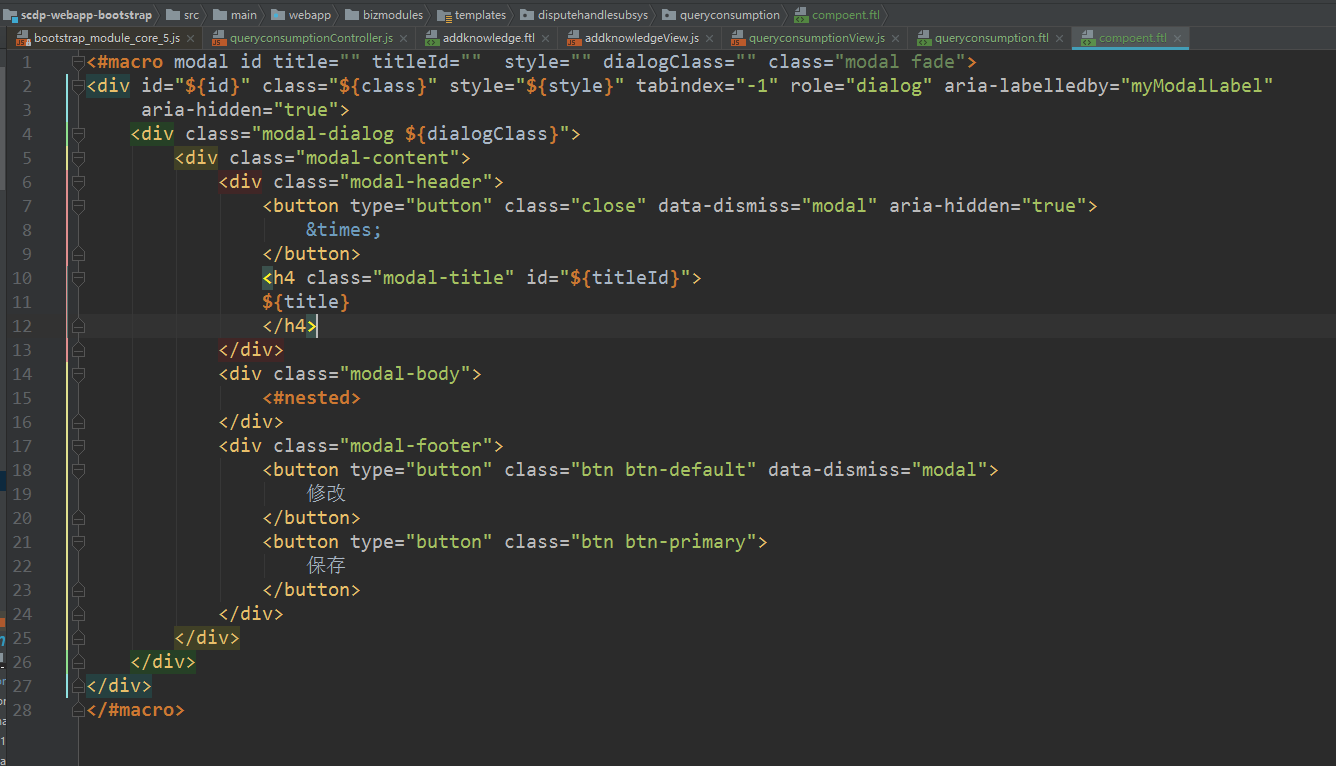 scdp-webapp-bootstrap src main webapp bizmodules templates disputehandlesubsys queryconsumption compoent.ftl
bootstrap_module_core_5.js × queryconsumptionController.js × addknowledge.ftl × addknowledgeView.js × queryconsumptionView.js × queryconsumption.ftl × compoent.ftl ×
1 <#macro modal id title="" titleId=""  style="" dialogClass="" class="modal fade">
2 <div id="${id}" class="${class}" style="${style}" tabindex="-1" role="dialog" aria-labelledby="myModalLabel"
3      aria-hidden="true">
4     <div class="modal-dialog ${dialogClass}">
5         <div class="modal-content">
6             <div class="modal-header">
7                 <button type="button" class="close" data-dismiss="modal" aria-hidden="true">
8                     &times;
9                 </button>
10                 <h4 class="modal-title" id="${titleId}">
11                 ${title}
12                 </h4>
13             </div>
14             <div class="modal-body">
15                 <#nested>
16             </div>
17             <div class="modal-footer">
18                 <button type="button" class="btn btn-default" data-dismiss="modal">
19                     修改
20                 </button>
21                 <button type="button" class="btn btn-primary">
22                     保存
23                 </button>
24             </div>
25         </div>
26     </div>
27 </div>
28 </#macro>